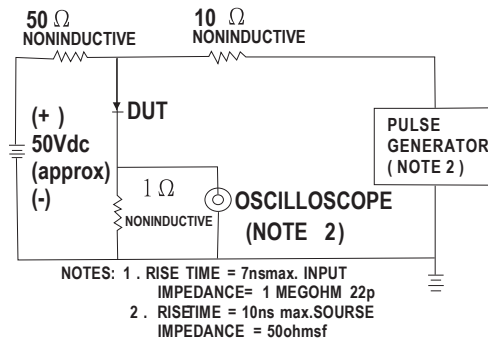 50 Ω
NONINDUCTIVE
10 Ω
NONINDUCTIVE
(+ )
50Vdc
(approx)
(-)
DUT
1Ω
NONINDUCTIVE
OSCILLOSCOPE
(NOTE 2)
PULSE
GENERATOR
( NOTE 2 )
NOTES: 1 . RISE TIME = 7nsmax. INPUT
IMPEDANCE= 1 MEGOHM 22p
2 . RISETIME = 10ns max.SOURSE
IMPEDANCE = 50ohmsf